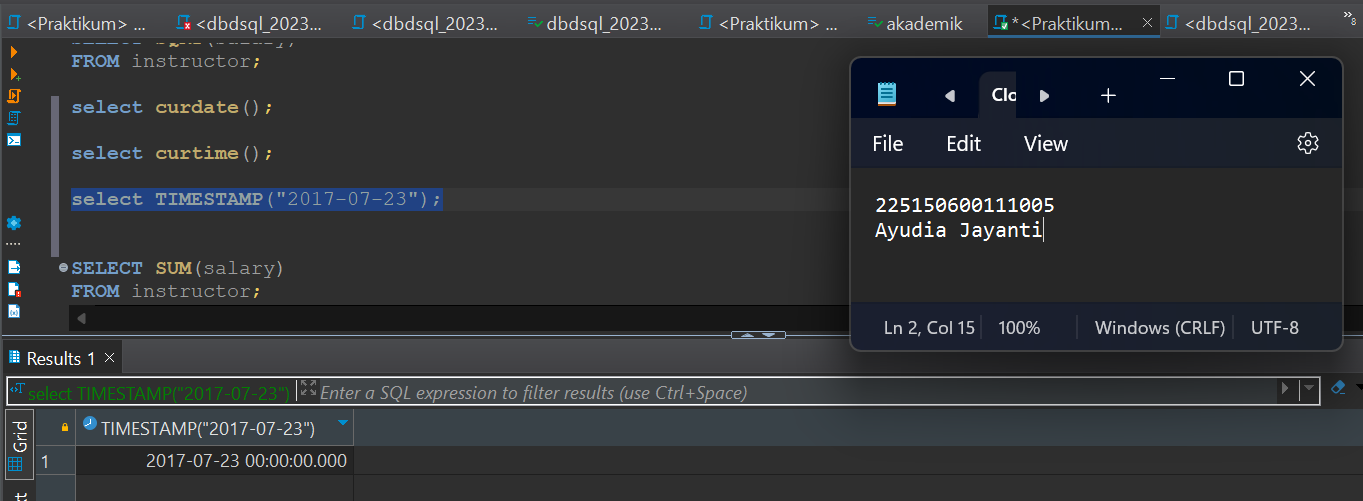 <Praktikum> ...
<dbdsql_2023...
<dbdsql_2023...
dbdsql_2023...
<Praktikum> ...
akademik
*<Praktikum...
<dbdsql_2023...
»8
FROM instructor;
select curdate();
select curtime();
select TIMESTAMP("2017-07-23");
SELECT SUM(salary)
FROM instructor;
Clo
File Edit View
225150600111005
Ayudia Jayanti
Ln 2, Col 15 100% Windows (CRLF) UTF-8
Results 1
select TIMESTAMP("2017-07-23") Enter a SQL expression to filter results (use Ctrl+Space)
Grid
TIMESTAMP("2017-07-23")
1 2017-07-23 00:00:00.000